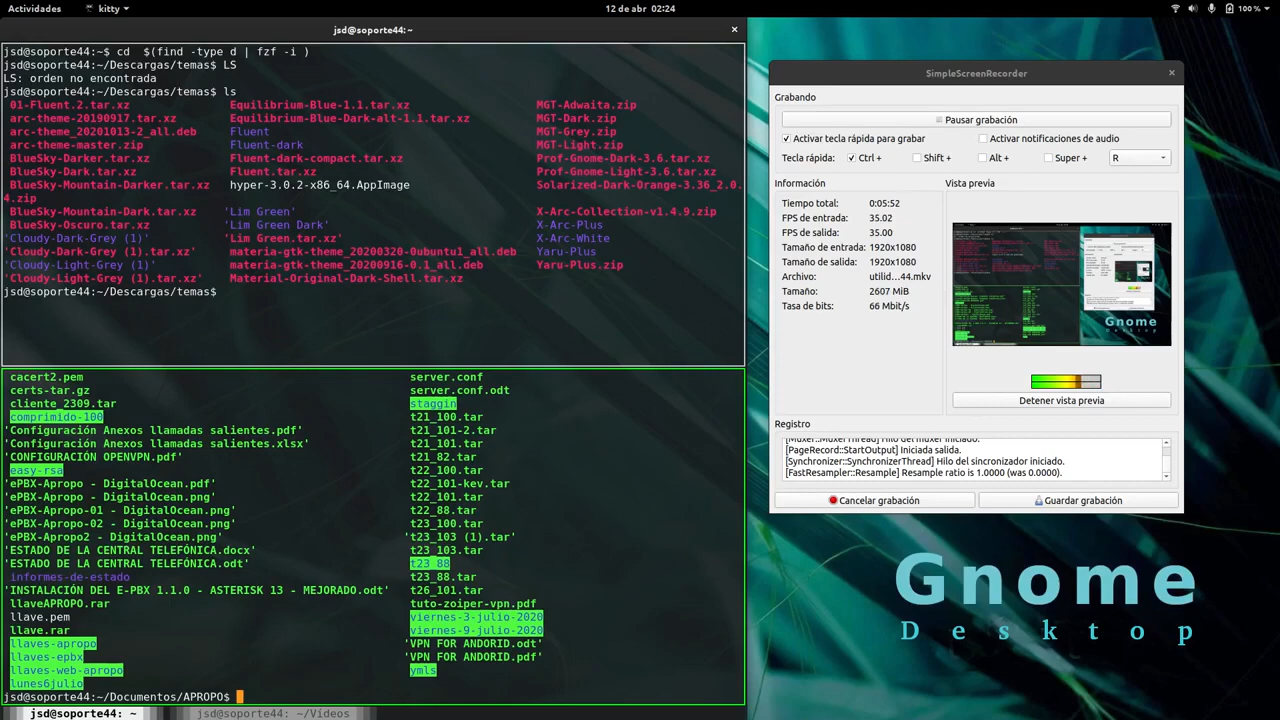 Actividades kitty 12 de abr 02:24 100 %
jsd@soporte44:~
jsd@soporte44:~$ cd  $(find -type d | fzf -i )
jsd@soporte44:~/Descargas/temas$ LS
LS: orden no encontrada
jsd@soporte44:~/Descargas/temas$ ls
01-Fluent.2.tar.xz Equilibrium-Blue-1.1.tar.xz MGT-Adwaita.zip
arc-theme-20190917.tar.xz Equilibrium-Blue-Dark-alt-1.1.tar.xz MGT-Dark.zip
arc-theme_20201013-2_all.deb Fluent MGT-Grey.zip
arc-theme-master.zip Fluent-dark MGT-Light.zip
BlueSky-Darker.tar.xz Fluent-dark-compact.tar.xz Prof-Gnome-Dark-3.6.tar.xz
BlueSky-Dark.tar.xz Fluent.tar.xz Prof-Gnome-Light-3.6.tar.xz
BlueSky-Mountain-Darker.tar.xz hyper-3.0.2-x86_64.AppImage Solarized-Dark-Orange-3.36_2.0.
4.zip
BlueSky-Mountain-Dark.tar.xz 'Lim Green' X-Arc-Collection-v1.4.9.zip
BlueSky-Oscuro.tar.xz 'Lim Green Dark' X-Arc-Plus
'Cloudy-Dark-Grey (1)' 'Lim Green.tar.xz' X-Arc-White
'Cloudy-Dark-Grey (1).tar.xz' materia-gtk-theme_20200320-0ubuntu1_all.deb Yaru-Plus
'Cloudy-Light-Grey (1)' materia-gtk-theme_20200916-0.1_all.deb Yaru-Plus.zip
'Cloudy-Light-Grey (1).tar.xz' Material-Original-Dark-Shell.tar.xz
jsd@soporte44:~/Descargas/temas$
cacert2.pem server.conf
certs-tar.gz server.conf.odt
cliente_2309.tar staggin
comprimido-100 t21_100.tar
'Configuración Anexos llamadas salientes.pdf' t21_101-2.tar
'Configuración Anexos llamadas salientes.xlsx' t21_101.tar
'CONFIGURACIÓN OPENVPN.pdf' t21_82.tar
easy-rsa t22_100.tar
'ePBX-Apropo - DigitalOcean.pdf' t22_101-kev.tar
'ePBX-Apropo - DigitalOcean.png' t22_101.tar
'ePBX-Apropo-01 - DigitalOcean.png' t22_88.tar
'ePBX-Apropo-02 - DigitalOcean.png' t23_100.tar
'ePBX-Apropo2 - DigitalOcean.png' 't23_103 (1).tar'
'ESTADO DE LA CENTRAL TELEFÓNICA.docx' t23_103.tar
'ESTADO DE LA CENTRAL TELEFÓNICA.odt' t23_88
informes-de-estado t23_88.tar
'INSTALACIÓN DEL E-PBX 1.1.0 - ASTERISK 13 - MEJORADO.odt' t26_101.tar
llaveAPROPO.rar tuto-zoiper-vpn.pdf
llave.pem viernes-3-julio-2020
llave.rar viernes-9-julio-2020
llaves-apropo 'VPN FOR ANDORID.odt'
llaves-epbx 'VPN FOR ANDORID.pdf'
llaves-web-apropo ymls
lunes6julio
jsd@soporte44:~/Documentos/APROPO$
jsd@soporte44: ~ jsd@soporte44: ~/Vídeos
SimpleScreenRecorder
Grabando
Pausar grabación
Activar tecla rápida para grabar Activar notificaciones de audio
Tecla rápida: Ctrl + Shift + Alt + Super + R
Información Vista previa
Tiempo total: 0:05:52
FPS de entrada: 35.02
FPS de salida: 35.00
Tamaño de entrada: 1920x1080
Tamaño de salida: 1920x1080
Archivo: utilid...44.mkv
Tamaño: 2607 MiB
Tasa de bits: 66 Mbit/s
Gnome
Desktop
Detener vista previa
Registro
[Muxer::MuxerThread] Hilo del muxer iniciado.
[PageRecord::StartOutput] Iniciada salida.
[Synchronizer::SynchronizerThread] Hilo del sincronizador iniciado.
[FastResampler::Resample] Resample ratio is 1.0000 (was 0.0000).
Cancelar grabación Guardar grabación
Gnome
Desktop